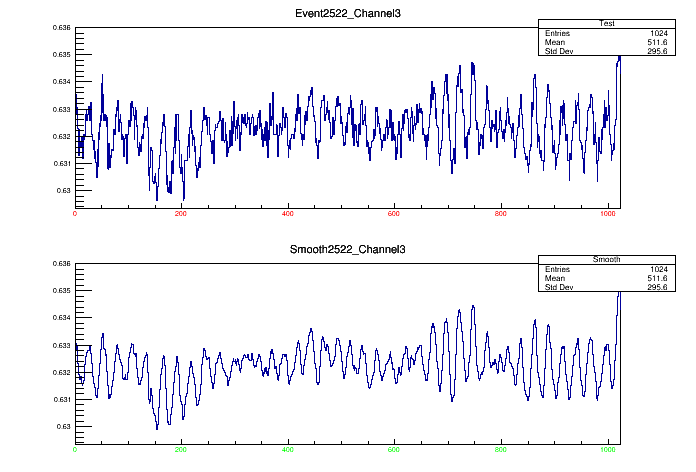 Event2522_Channel3
Test
Entries 1024
Mean 511.6
Std Dev 295.6
0.636
0.635
0.634
0.633
0.632
0.631
0.63
0 200 400 600 800 1000
Smooth2522_Channel3
Smooth
Entries 1024
Mean 511.6
Std Dev 295.6
0.636
0.635
0.634
0.633
0.632
0.631
0.63
0 200 400 600 800 1000